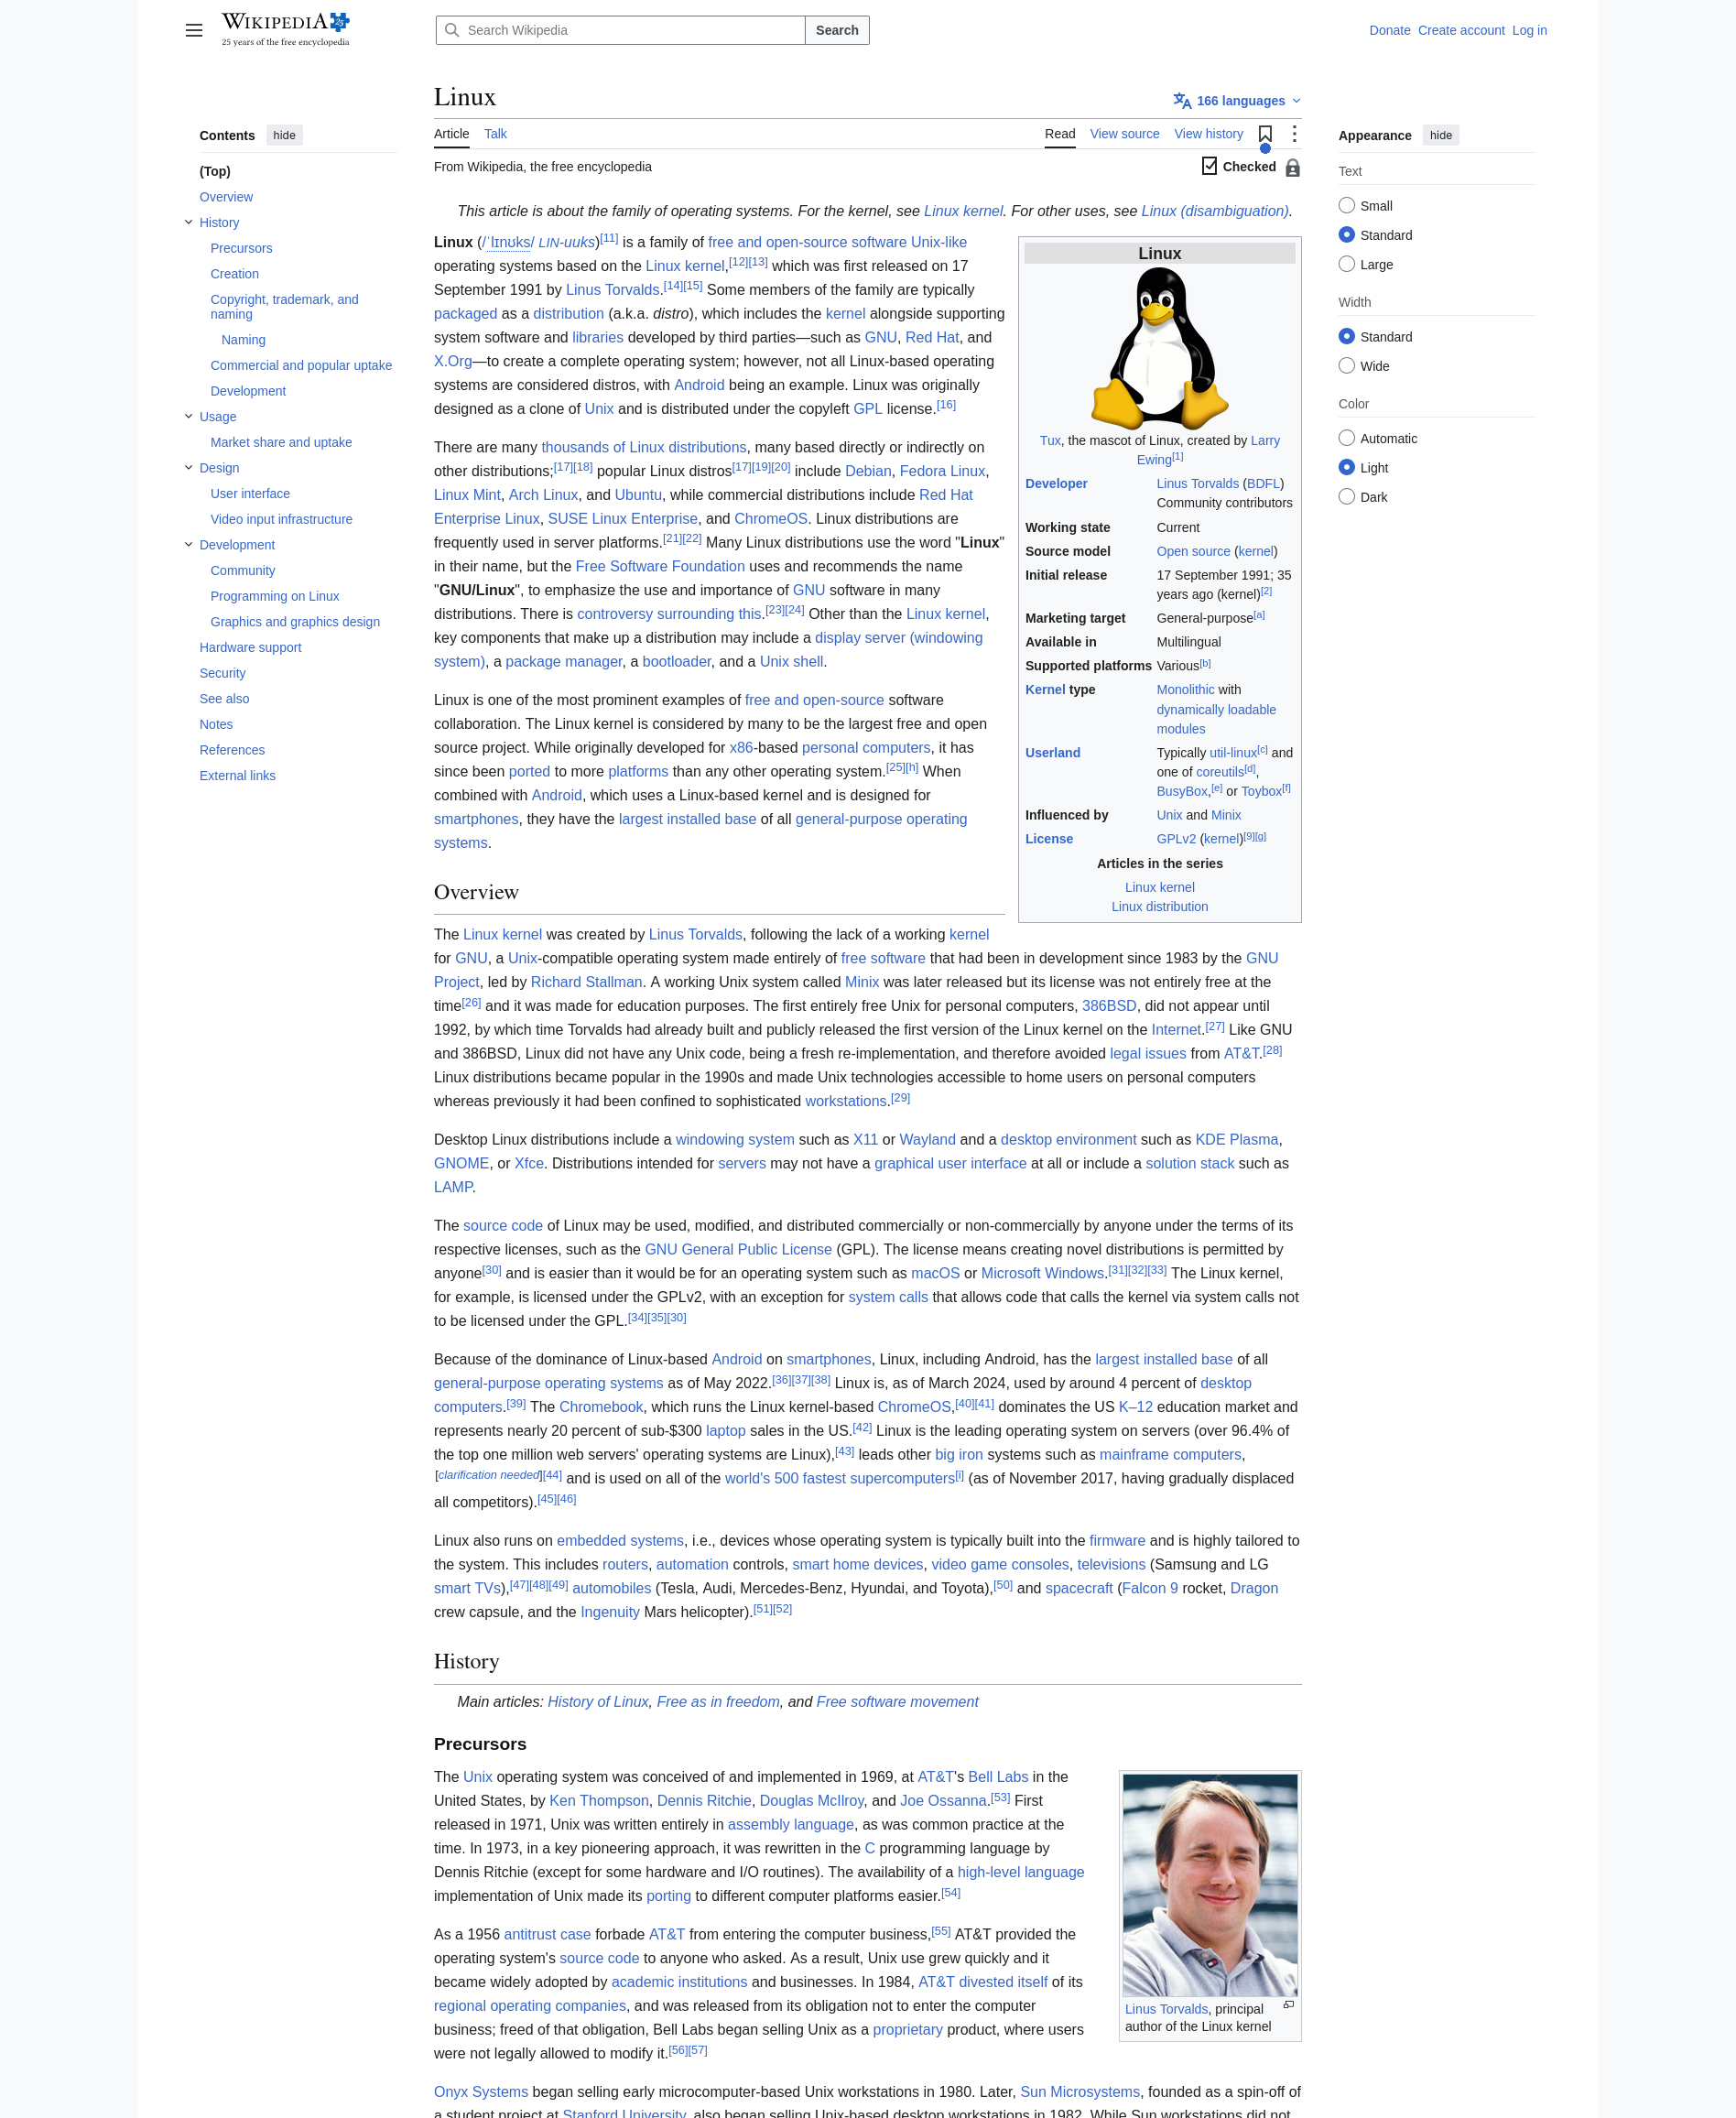 WIKIPEDIA 25
25 years of the free encyclopedia
Search Wikipedia
Search
Donate Create account Log in
Contents hide
(Top)
Overview
History
Precursors
Creation
Copyright, trademark, and
naming
Naming
Commercial and popular uptake
Development
Usage
Market share and uptake
Design
User interface
Video input infrastructure
Development
Community
Programming on Linux
Graphics and graphics design
Hardware support
Security
See also
Notes
References
External links
Linux
166 languages
Article Talk
Read View source View history
From Wikipedia, the free encyclopedia
Checked
This article is about the family of operating systems. For the kernel, see Linux kernel. For other uses, see Linux (disambiguation).
Linux (/ˈlɪnʊks/ LIN-uuks)[11] is a family of free and open-source software Unix-like
operating systems based on the Linux kernel,[12][13] which was first released on 17
September 1991 by Linus Torvalds.[14][15] Some members of the family are typically
packaged as a distribution (a.k.a. distro), which includes the kernel alongside supporting
system software and libraries developed by third parties—such as GNU, Red Hat, and
X.Org—to create a complete operating system; however, not all Linux-based operating
systems are considered distros, with Android being an example. Linux was originally
designed as a clone of Unix and is distributed under the copyleft GPL license.[16]
There are many thousands of Linux distributions, many based directly or indirectly on
other distributions;[17][18] popular Linux distros[17][19][20] include Debian, Fedora Linux,
Linux Mint, Arch Linux, and Ubuntu, while commercial distributions include Red Hat
Enterprise Linux, SUSE Linux Enterprise, and ChromeOS. Linux distributions are
frequently used in server platforms.[21][22] Many Linux distributions use the word "Linux"
in their name, but the Free Software Foundation uses and recommends the name
"GNU/Linux", to emphasize the use and importance of GNU software in many
distributions. There is controversy surrounding this.[23][24] Other than the Linux kernel,
key components that make up a distribution may include a display server (windowing
system), a package manager, a bootloader, and a Unix shell.
Linux is one of the most prominent examples of free and open-source software
collaboration. The Linux kernel is considered by many to be the largest free and open
source project. While originally developed for x86-based personal computers, it has
since been ported to more platforms than any other operating system.[25][h] When
combined with Android, which uses a Linux-based kernel and is designed for
smartphones, they have the largest installed base of all general-purpose operating
systems.
Linux
Tux, the mascot of Linux, created by Larry
Ewing[1]
Developer Linus Torvalds (BDFL)
Community contributors
Working state Current
Source model Open source (kernel)
Initial release 17 September 1991; 35
years ago (kernel)[2]
Marketing target General-purpose[a]
Available in Multilingual
Supported platforms Various[b]
Kernel type Monolithic with
dynamically loadable
modules
Userland Typically util-linux[c] and
one of coreutils[d],
BusyBox,[e] or Toybox[f]
Influenced by Unix and Minix
License GPLv2 (kernel)[9][g]
Articles in the series
Linux kernel
Linux distribution
Overview
The Linux kernel was created by Linus Torvalds, following the lack of a working kernel
for GNU, a Unix-compatible operating system made entirely of free software that had been in development since 1983 by the GNU
Project, led by Richard Stallman. A working Unix system called Minix was later released but its license was not entirely free at the
time[26] and it was made for education purposes. The first entirely free Unix for personal computers, 386BSD, did not appear until
1992, by which time Torvalds had already built and publicly released the first version of the Linux kernel on the Internet.[27] Like GNU
and 386BSD, Linux did not have any Unix code, being a fresh re-implementation, and therefore avoided legal issues from AT&T.[28]
Linux distributions became popular in the 1990s and made Unix technologies accessible to home users on personal computers
whereas previously it had been confined to sophisticated workstations.[29]
Desktop Linux distributions include a windowing system such as X11 or Wayland and a desktop environment such as KDE Plasma,
GNOME, or Xfce. Distributions intended for servers may not have a graphical user interface at all or include a solution stack such as
LAMP.
The source code of Linux may be used, modified, and distributed commercially or non-commercially by anyone under the terms of its
respective licenses, such as the GNU General Public License (GPL). The license means creating novel distributions is permitted by
anyone[30] and is easier than it would be for an operating system such as macOS or Microsoft Windows.[31][32][33] The Linux kernel,
for example, is licensed under the GPLv2, with an exception for system calls that allows code that calls the kernel via system calls not
to be licensed under the GPL.[34][35][30]
Because of the dominance of Linux-based Android on smartphones, Linux, including Android, has the largest installed base of all
general-purpose operating systems as of May 2022.[36][37][38] Linux is, as of March 2024, used by around 4 percent of desktop
computers.[39] The Chromebook, which runs the Linux kernel-based ChromeOS,[40][41] dominates the US K–12 education market and
represents nearly 20 percent of sub-$300 laptop sales in the US.[42] Linux is the leading operating system on servers (over 96.4% of
the top one million web servers' operating systems are Linux),[43] leads other big iron systems such as mainframe computers,
[clarification needed][44] and is used on all of the world's 500 fastest supercomputers[i] (as of November 2017, having gradually displaced
all competitors).[45][46]
Linux also runs on embedded systems, i.e., devices whose operating system is typically built into the firmware and is highly tailored to
the system. This includes routers, automation controls, smart home devices, video game consoles, televisions (Samsung and LG
smart TVs),[47][48][49] automobiles (Tesla, Audi, Mercedes-Benz, Hyundai, and Toyota),[50] and spacecraft (Falcon 9 rocket, Dragon
crew capsule, and the Ingenuity Mars helicopter).[51][52]
History
Main articles: History of Linux, Free as in freedom, and Free software movement
Precursors
The Unix operating system was conceived of and implemented in 1969, at AT&T's Bell Labs in the
United States, by Ken Thompson, Dennis Ritchie, Douglas McIlroy, and Joe Ossanna.[53] First
released in 1971, Unix was written entirely in assembly language, as was common practice at the
time. In 1973, in a key pioneering approach, it was rewritten in the C programming language by
Dennis Ritchie (except for some hardware and I/O routines). The availability of a high-level language
implementation of Unix made its porting to different computer platforms easier.[54]
As a 1956 antitrust case forbade AT&T from entering the computer business,[55] AT&T provided the
operating system's source code to anyone who asked. As a result, Unix use grew quickly and it
became widely adopted by academic institutions and businesses. In 1984, AT&T divested itself of its
regional operating companies, and was released from its obligation not to enter the computer
business; freed of that obligation, Bell Labs began selling Unix as a proprietary product, where users
were not legally allowed to modify it.[56][57]
Linus Torvalds, principal
author of the Linux kernel
Onyx Systems began selling early microcomputer-based Unix workstations in 1980. Later, Sun Microsystems, founded as a spin-off of
a student project at Stanford University, also began selling Unix-based desktop workstations in 1982. While Sun workstations did not
Appearance hide
Text
Small
Standard
Large
Width
Standard
Wide
Color
Automatic
Light
Dark